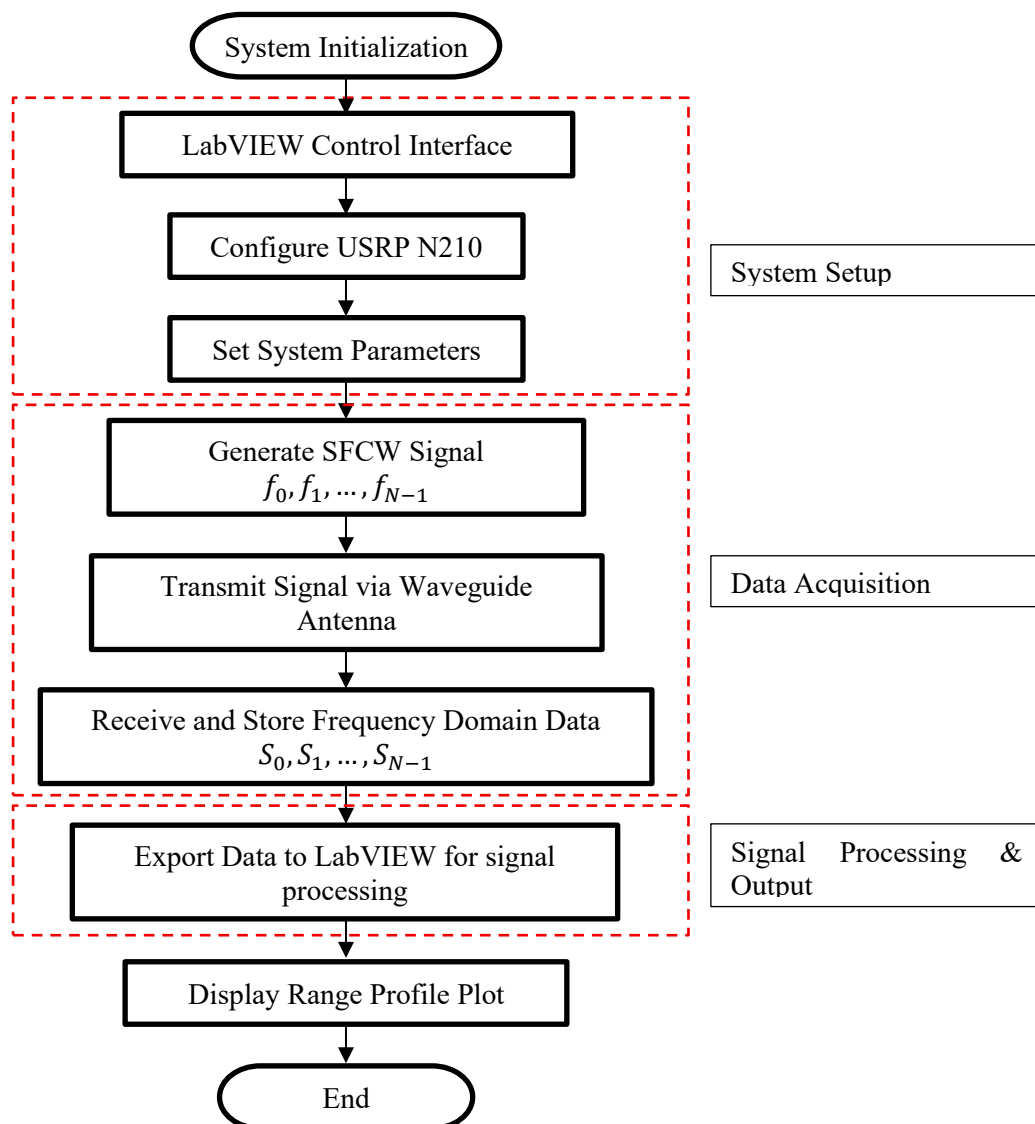 System Initialization
LabVIEW Control Interface
Configure USRP N210
System Setup
Set System Parameters
Generate SFCW Signal
f₀, f₁, … , f_{N−1}
Transmit Signal via Waveguide
Antenna
Data Acquisition
Receive and Store Frequency Domain Data
S₀, S₁, … , S_{N−1}
Export Data to LabVIEW for signal
processing
Signal Processing &
Output
Display Range Profile Plot
End